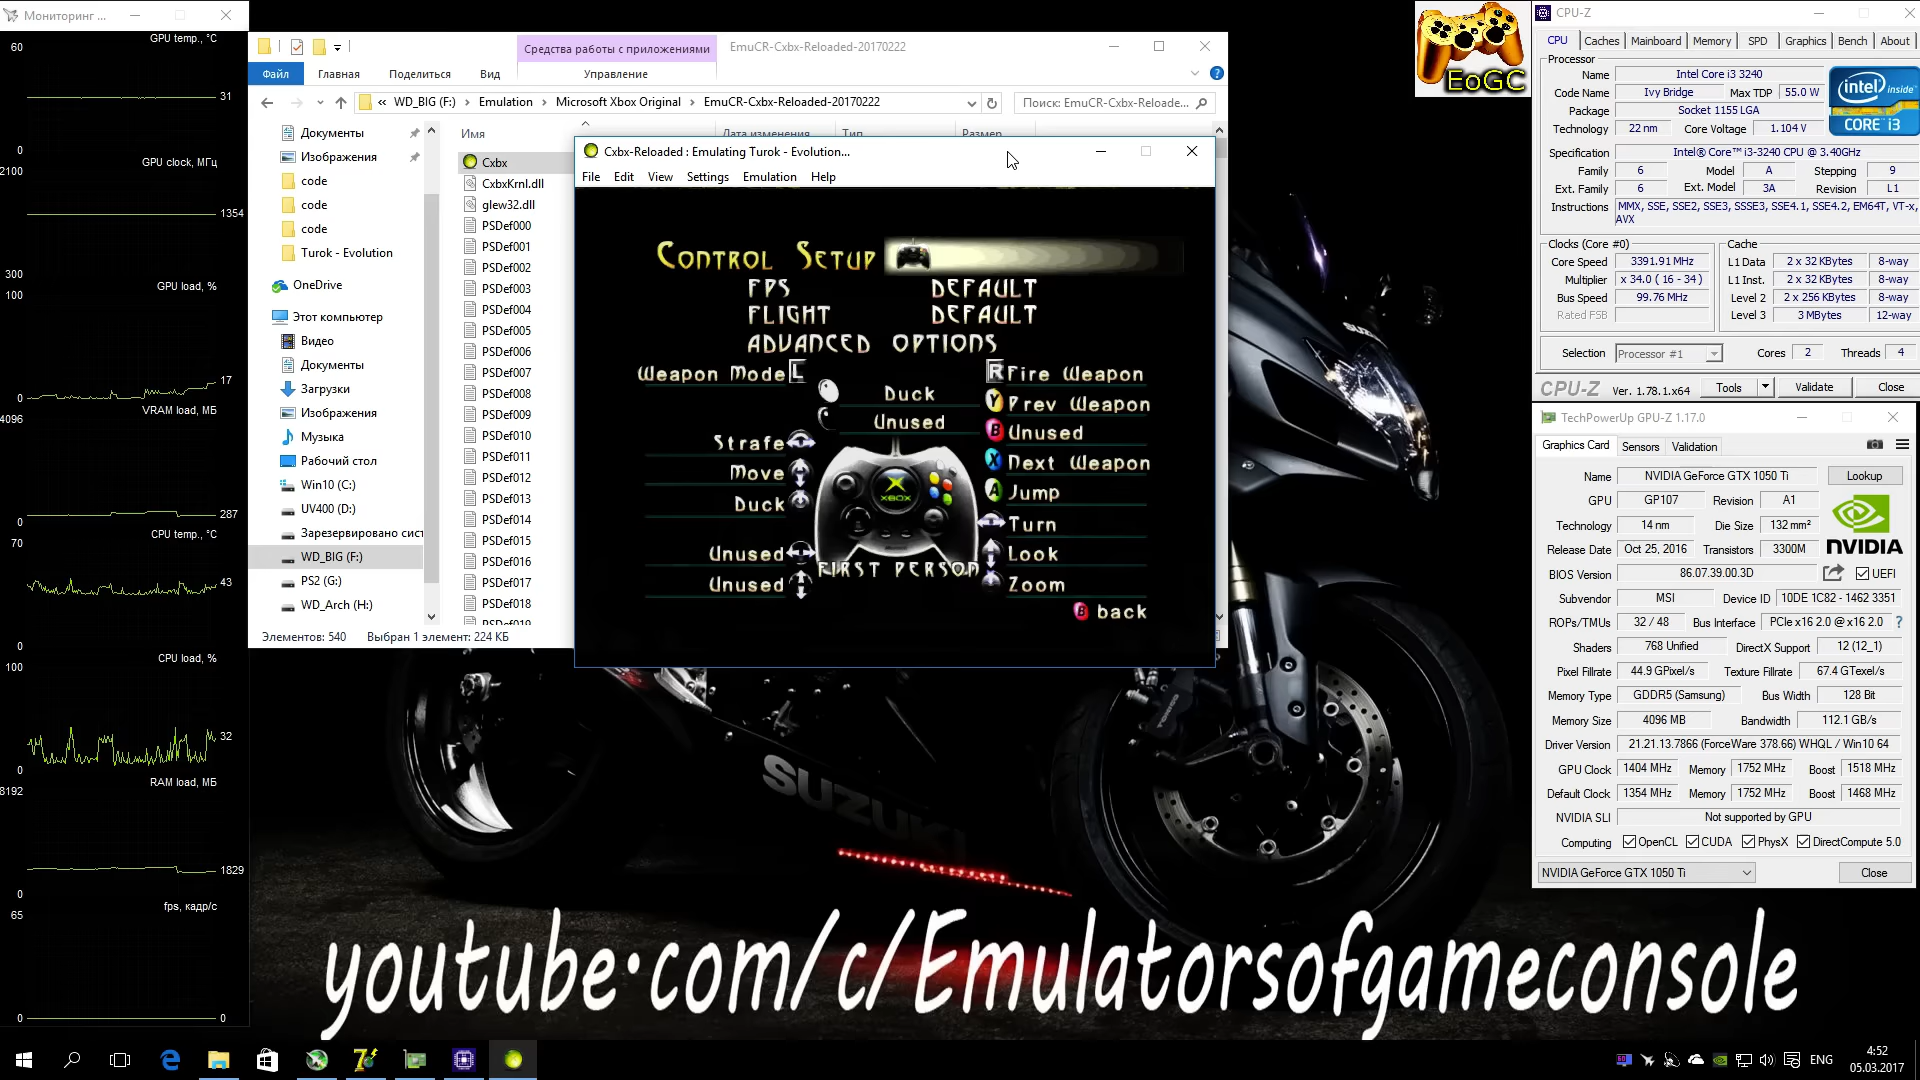 Мониторинг ...
GPU temp., °C
60
31
0
GPU clock, МГц
2100
1354
300
GPU load, %
100
17
0
VRAM load, МБ
4096
287
0
CPU temp., °C
70
43
0
CPU load, %
100
32
0
RAM load, МБ
8192
1829
0
fps, кадр/с
65
0
0
Средства работы с приложениями
EmuCR-Cxbx-Reloaded-20170222
Файл
Главная
Поделиться
Вид
Управление
« WD_BIG (F:) › Emulation › Microsoft Xbox Original › EmuCR-Cxbx-Reloaded-20170222
Поиск: EmuCR-Cxbx-Reloade...
Документы
Изображения
code
code
code
Turok - Evolution
OneDrive
Этот компьютер
Видео
Документы
Загрузки
Изображения
Музыка
Рабочий стол
Win10 (C:)
UV400 (D:)
Зарезервировано сист
WD_BIG (F:)
PS2 (G:)
WD_Arch (H:)
Имя
Дата изменения
Тип
Размер
Cxbx
CxbxKrnl.dll
glew32.dll
PSDef000
PSDef001
PSDef002
PSDef003
PSDef004
PSDef005
PSDef006
PSDef007
PSDef008
PSDef009
PSDef010
PSDef011
PSDef012
PSDef013
PSDef014
PSDef015
PSDef016
PSDef017
PSDef018
PSDef019
Элементов: 540 Выбран 1 элемент: 224 КБ
Cxbx-Reloaded : Emulating Turok - Evolution...
File Edit View Settings Emulation Help
Control Setup
FPS DEFAULT
FLIGHT DEFAULT
ADVANCED OPTIONS
Weapon Mode L
R Fire Weapon
Duck
Y Prev Weapon
Unused
B Unused
Strafe
X Next Weapon
Move
A Jump
Duck
XBOX
Turn
Unused
Look
FIRST PERSON
Unused
Zoom
B back
EoGC
CPU-Z
CPU Caches Mainboard Memory SPD Graphics Bench About
Processor
Name Intel Core i3 3240
Code Name Ivy Bridge Max TDP 55.0 W
Package Socket 1155 LGA
Technology 22 nm Core Voltage 1.104 V
intel inside™
CORE i3
Specification Intel® Core™ i3-3240 CPU @ 3.40GHz
Family 6 Model A Stepping 9
Ext. Family 6 Ext. Model 3A Revision L1
Instructions MMX, SSE, SSE2, SSE3, SSSE3, SSE4.1, SSE4.2, EM64T, VT-x,
AVX
Clocks (Core #0)
Core Speed 3391.91 MHz
Multiplier x 34.0 ( 16 - 34 )
Bus Speed 99.76 MHz
Rated FSB
Cache
L1 Data 2 x 32 KBytes 8-way
L1 Inst. 2 x 32 KBytes 8-way
Level 2 2 x 256 KBytes 8-way
Level 3 3 MBytes 12-way
Selection Processor #1 Cores 2 Threads 4
CPU-Z Ver. 1.78.1.x64 Tools Validate Close
TechPowerUp GPU-Z 1.17.0
Graphics Card Sensors Validation
Name NVIDIA GeForce GTX 1050 Ti Lookup
GPU GP107 Revision A1
Technology 14 nm Die Size 132 mm²
Release Date Oct 25, 2016 Transistors 3300M
NVIDIA
BIOS Version 86.07.39.00.3D UEFI
Subvendor MSI Device ID 10DE 1C82 - 1462 3351
ROPs/TMUs 32 / 48 Bus Interface PCIe x16 2.0 @ x16 2.0 ?
Shaders 768 Unified DirectX Support 12 (12_1)
Pixel Fillrate 44.9 GPixel/s Texture Fillrate 67.4 GTexel/s
Memory Type GDDR5 (Samsung) Bus Width 128 Bit
Memory Size 4096 MB Bandwidth 112.1 GB/s
Driver Version 21.21.13.7866 (ForceWare 378.66) WHQL / Win10 64
GPU Clock 1404 MHz Memory 1752 MHz Boost 1518 MHz
Default Clock 1354 MHz Memory 1752 MHz Boost 1468 MHz
NVIDIA SLI Not supported by GPU
Computing OpenCL CUDA PhysX DirectCompute 5.0
NVIDIA GeForce GTX 1050 Ti Close
SUZUKI
youtube.com/c/Emulatorsofgameconsole
ENG
4:52
05.03.2017